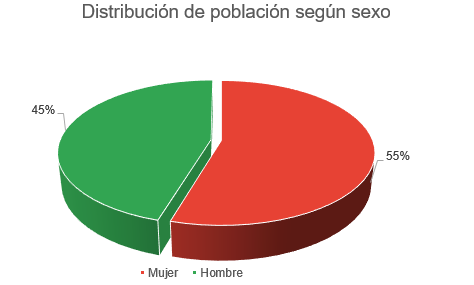 Distribución de población según sexo
45%
55%
Mujer Hombre